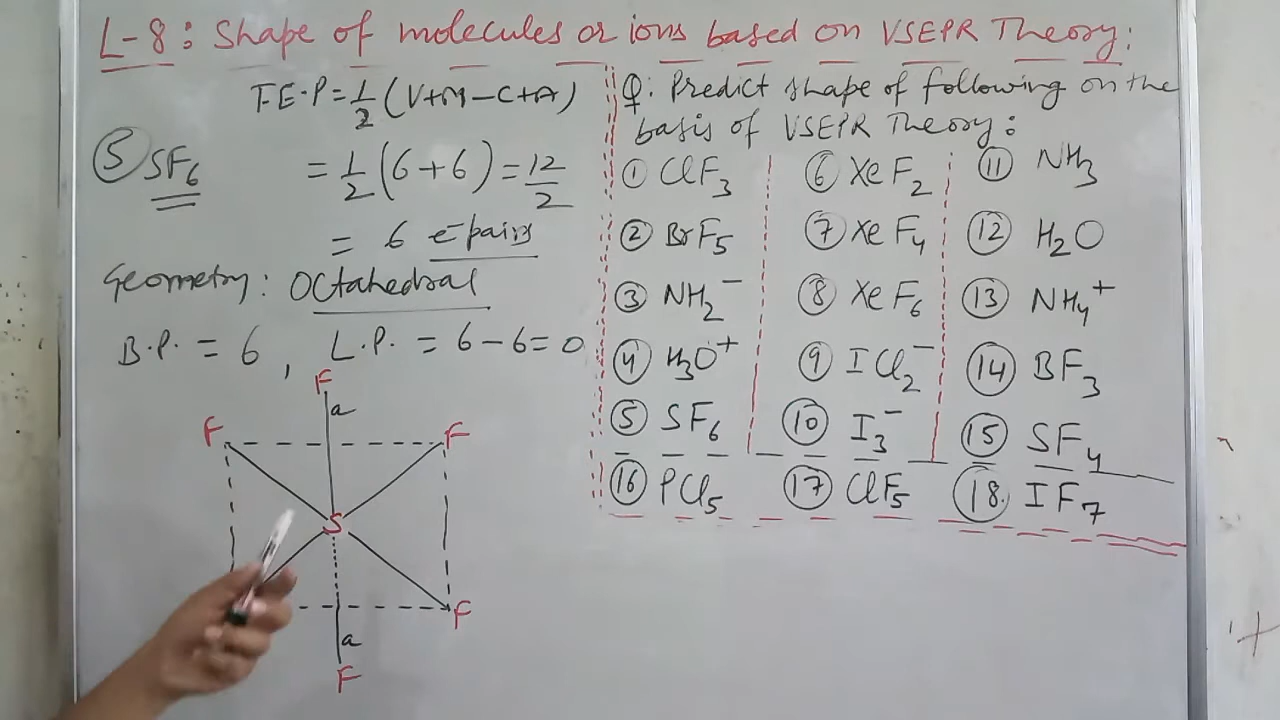 L-8: Shape of molecules or ions based on VSEPR Theory:
T.E.P = 1/2 (V+M-C+A)
⑤ SF₆ = 1/2 (6+6) = 12/2
= 6 e⁻pairs
Geometry: Octahedral
B.P. = 6, L.P. = 6-6=0
F
a
F F
S
F
a
F
Q: Predict shape of following on the
basis of VSEPR Theory:
① ClF₃ ⑥ XeF₂ ⑪ NH₃
② BrF₅ ⑦ XeF₄ ⑫ H₂O
③ NH₂⁻ ⑧ XeF₆ ⑬ NH₄⁺
④ H₃O⁺ ⑨ ICl₂⁻ ⑭ BF₃
⑤ SF₆ ⑩ I₃⁻ ⑮ SF₄
⑯ PCl₅ ⑰ ClF₅ ⑱ IF₇